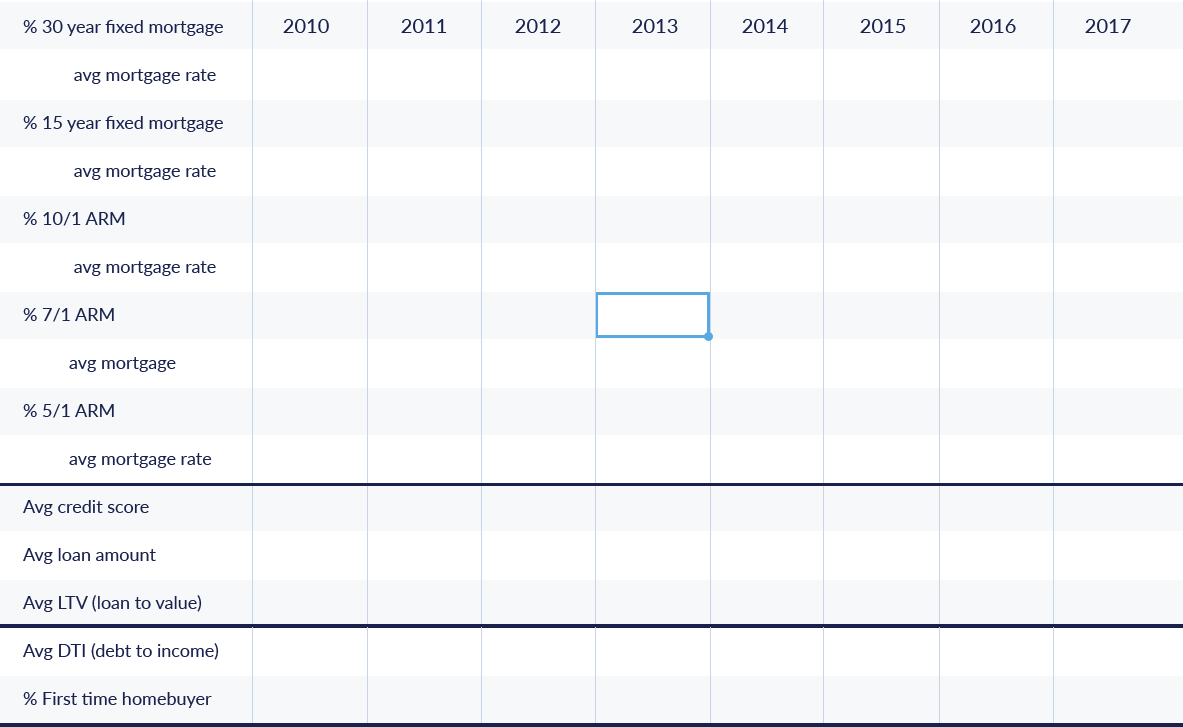 % 30 year fixed mortgage 2010 2011 2012 2013 2014 2015 2016 2017
avg mortgage rate
% 15 year fixed mortgage
avg mortgage rate
% 10/1 ARM
avg mortgage rate
% 7/1 ARM
avg mortgage
% 5/1 ARM
avg mortgage rate
Avg credit score
Avg loan amount
Avg LTV (loan to value)
Avg DTI (debt to income)
% First time homebuyer